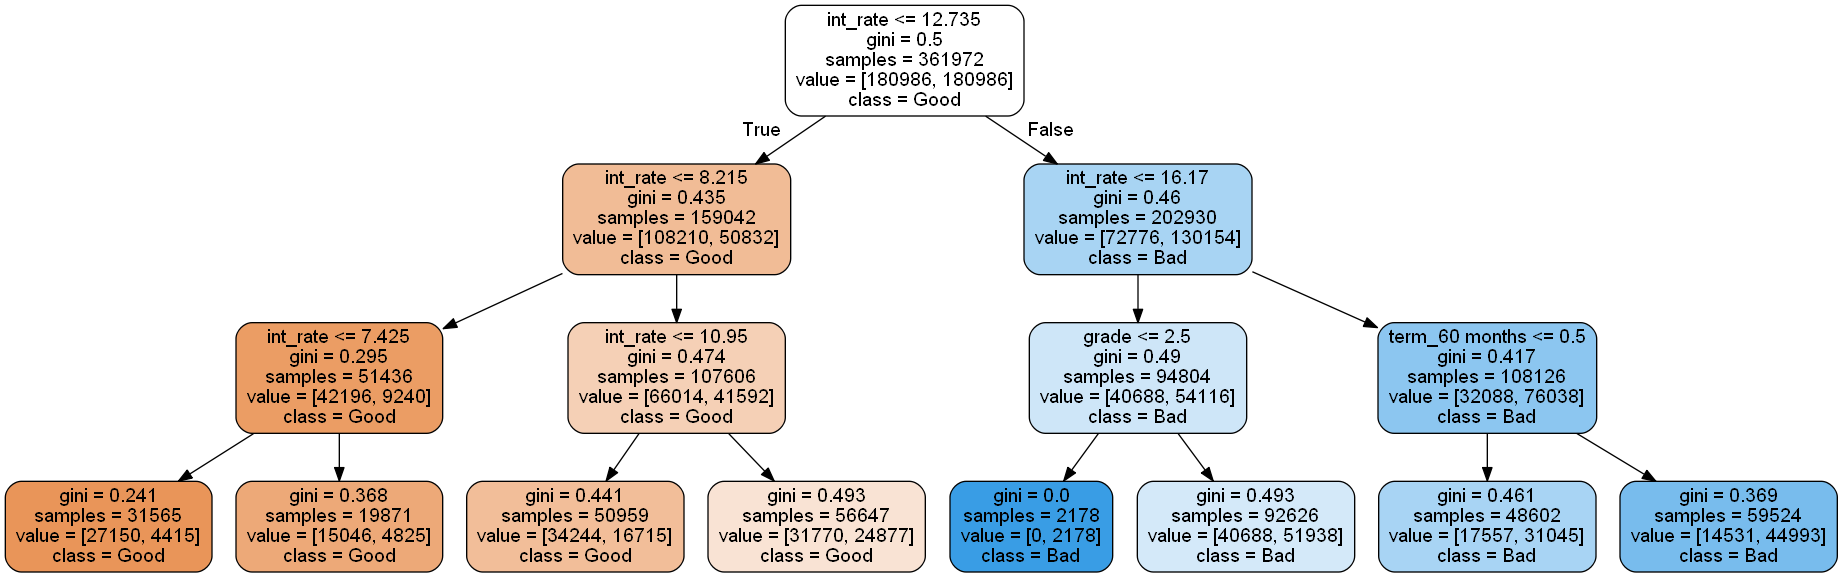 int_rate <= 12.735
gini = 0.5
samples = 361972
value = [180986, 180986]
class = Good
True
False
int_rate <= 8.215
gini = 0.435
samples = 159042
value = [108210, 50832]
class = Good
int_rate <= 16.17
gini = 0.46
samples = 202930
value = [72776, 130154]
class = Bad
int_rate <= 7.425
gini = 0.295
samples = 51436
value = [42196, 9240]
class = Good
int_rate <= 10.95
gini = 0.474
samples = 107606
value = [66014, 41592]
class = Good
grade <= 2.5
gini = 0.49
samples = 94804
value = [40688, 54116]
class = Bad
term_60 months <= 0.5
gini = 0.417
samples = 108126
value = [32088, 76038]
class = Bad
gini = 0.241
samples = 31565
value = [27150, 4415]
class = Good
gini = 0.368
samples = 19871
value = [15046, 4825]
class = Good
gini = 0.441
samples = 50959
value = [34244, 16715]
class = Good
gini = 0.493
samples = 56647
value = [31770, 24877]
class = Good
gini = 0.0
samples = 2178
value = [0, 2178]
class = Bad
gini = 0.493
samples = 92626
value = [40688, 51938]
class = Bad
gini = 0.461
samples = 48602
value = [17557, 31045]
class = Bad
gini = 0.369
samples = 59524
value = [14531, 44993]
class = Bad